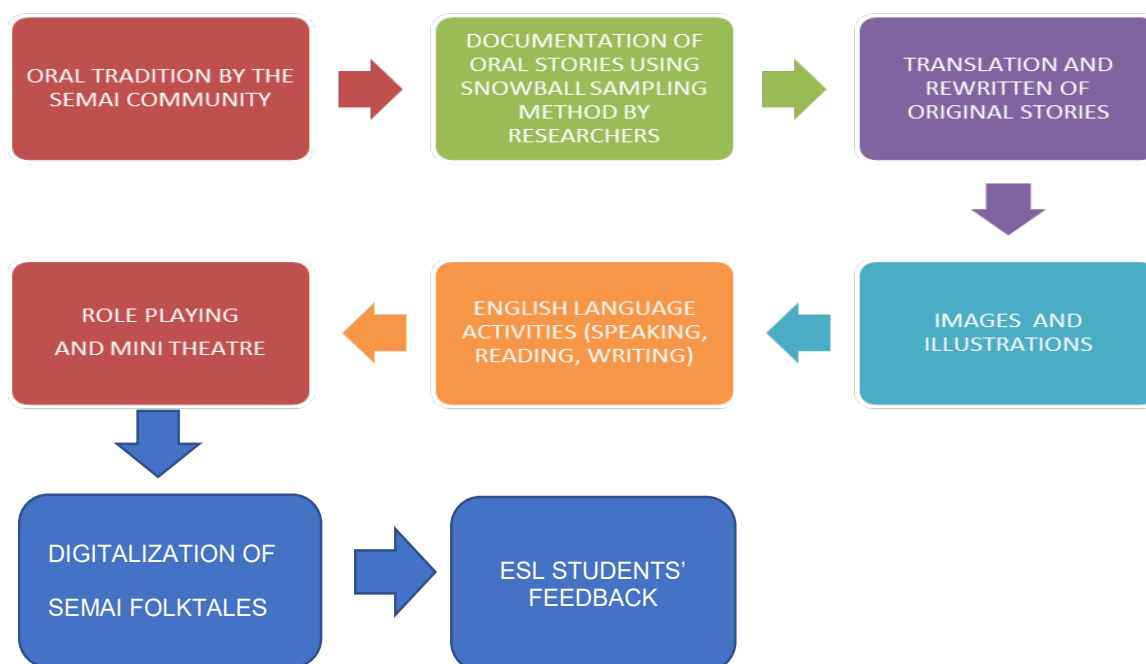 ORAL TRADITION BY THE
SEMAI COMMUNITY
DOCUMENTATION OF
ORAL STORIES USING
SNOWBALL SAMPLING
METHOD BY
RESEARCHERS
TRANSLATION AND
REWRITTEN OF
ORIGINAL STORIES
IMAGES AND
ILLUSTRATIONS
ENGLISH LANGUAGE
ACTIVITIES (SPEAKING,
READING, WRITING)
ROLE PLAYING
AND MINI THEATRE
DIGITALIZATION OF
SEMAI FOLKTALES
ESL STUDENTS’
FEEDBACK